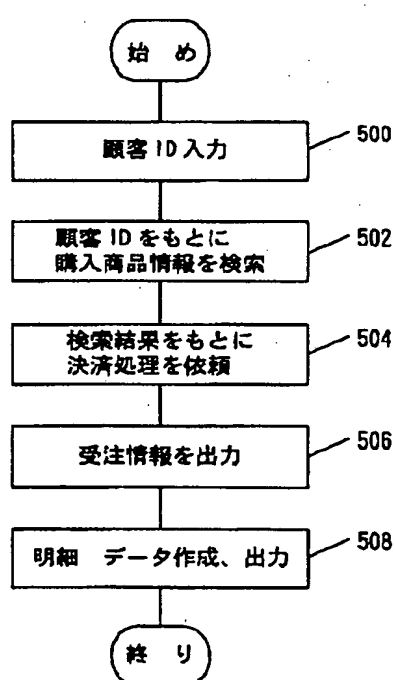 始 め
顧客ID入力
500
顧客IDをもとに
購入商品情報を検索
502
検索結果をもとに
決済処理を依頼
504
受注情報を出力
506
明細 データ作成、出力
508
終 り